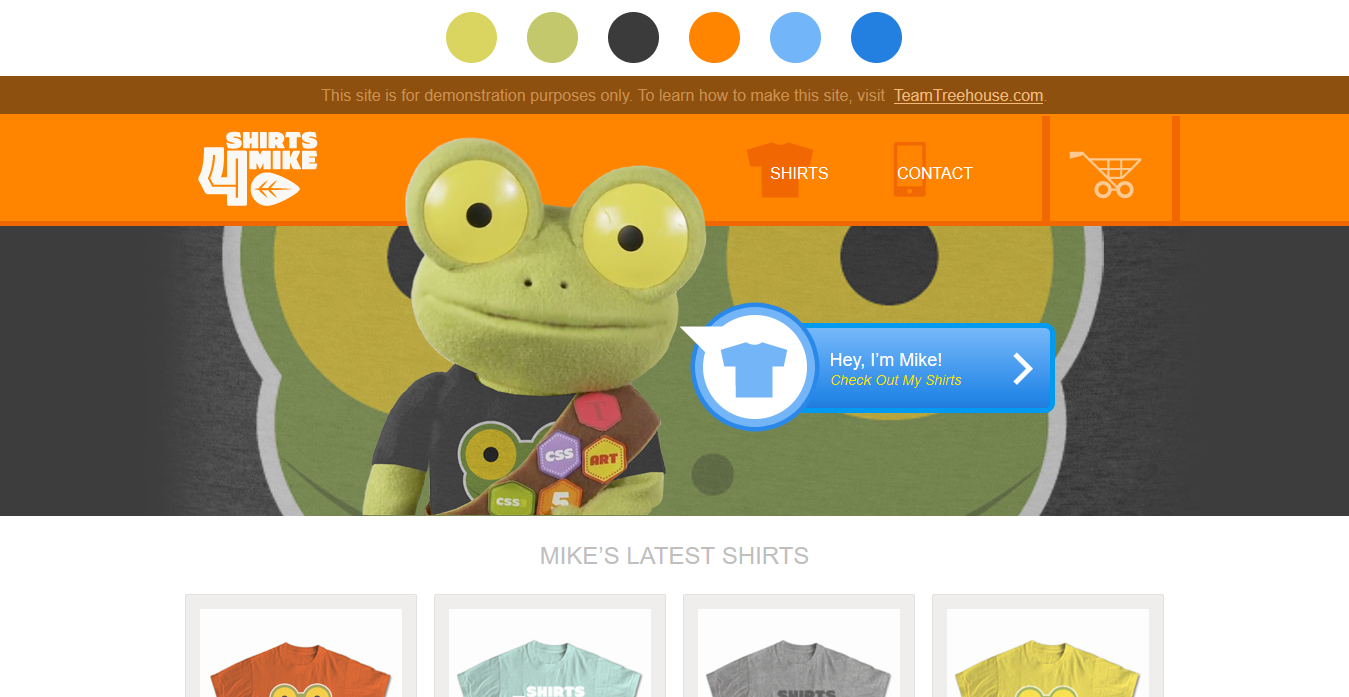 This site is for demonstration purposes only. To learn how to make this site, visit TeamTreehouse.com.
SHIRTS
4 MIKE
SHIRTS
CONTACT
Hey, I’m Mike!
Check Out My Shirts
T
CSS
ART
CSS
5
MIKE’S LATEST SHIRTS
SHIRTS
SHIRTS